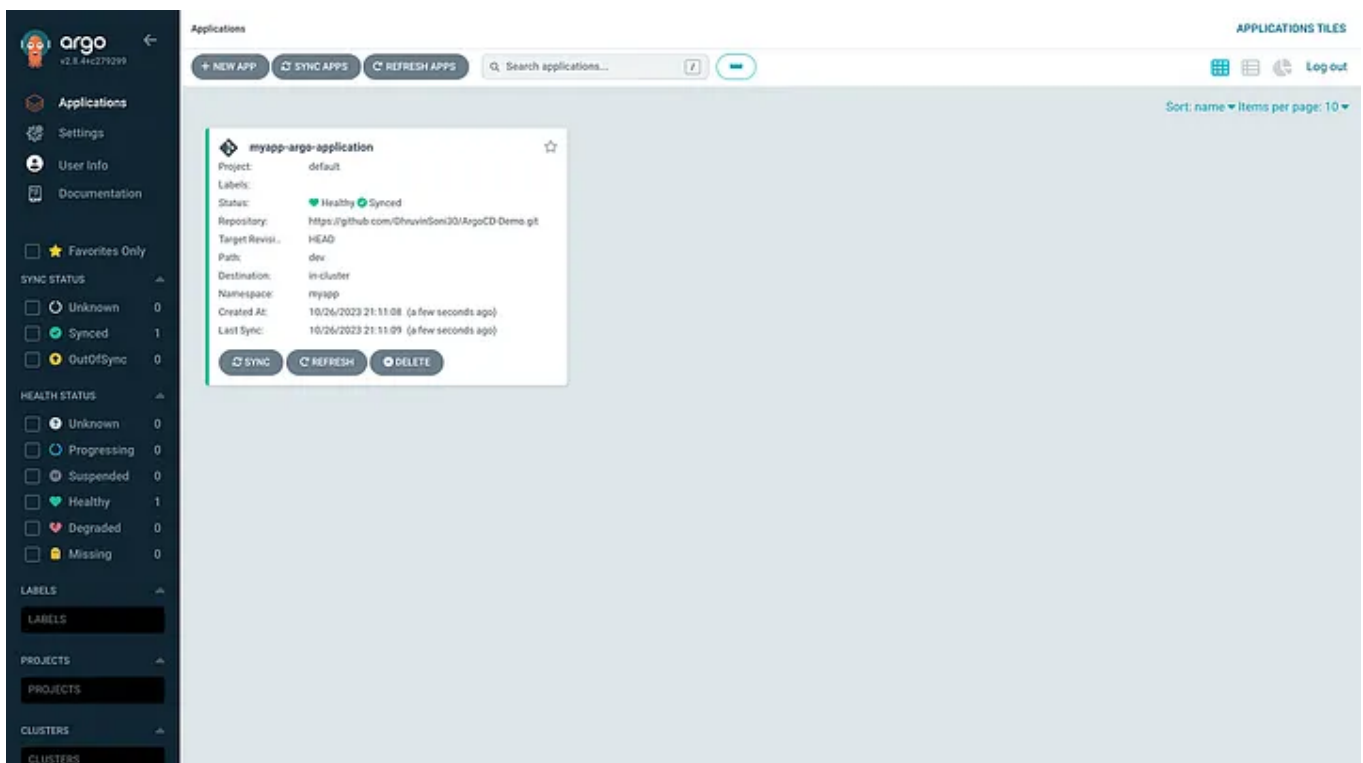 argo
Applications
Settings
User Info
Documentation
Favorites Only
SYNC STATUS
Unknown 0
Synced 1
OutOfSync 0
HEALTH STATUS
Unknown 0
Progressing 0
Suspended 0
Healthy 1
Degraded 0
Missing 0
LABELS
LABELS
PROJECTS
PROJECTS
CLUSTERS
CLUSTERS
Applications
APPLICATIONS TILES
+ NEW APP SYNC APPS REFRESH APPS Search applications... / Log out
Sort: name Items per page: 10
myapp-argo-application
Project: default
Labels:
Status: Healthy Synced
Repository: https://github.com/DhruvinSoni30/ArgoCD-Demo.git
Target Revisi... HEAD
Path: dev
Destination: in-cluster
Namespace: myapp
Created At: 10/26/2023 21:11:08 (a few seconds ago)
Last Sync: 10/26/2023 21:11:09 (a few seconds ago)
SYNC REFRESH DELETE